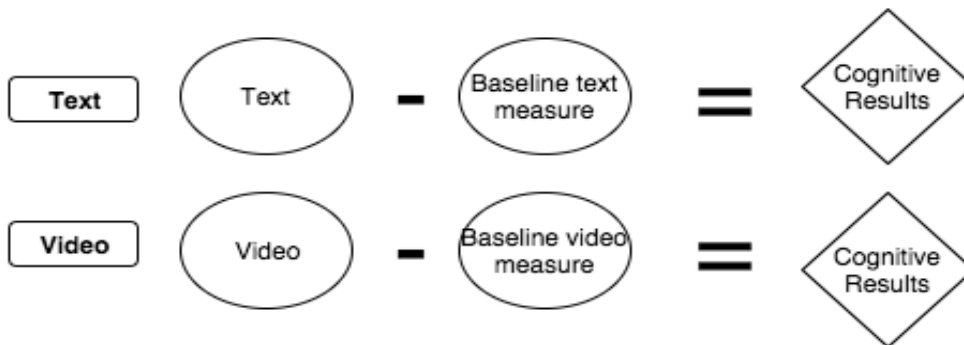 Text
Text
-
Baseline text
measure
=
Cognitive
Results
Video
Video
-
Baseline video
measure
=
Cognitive
Results